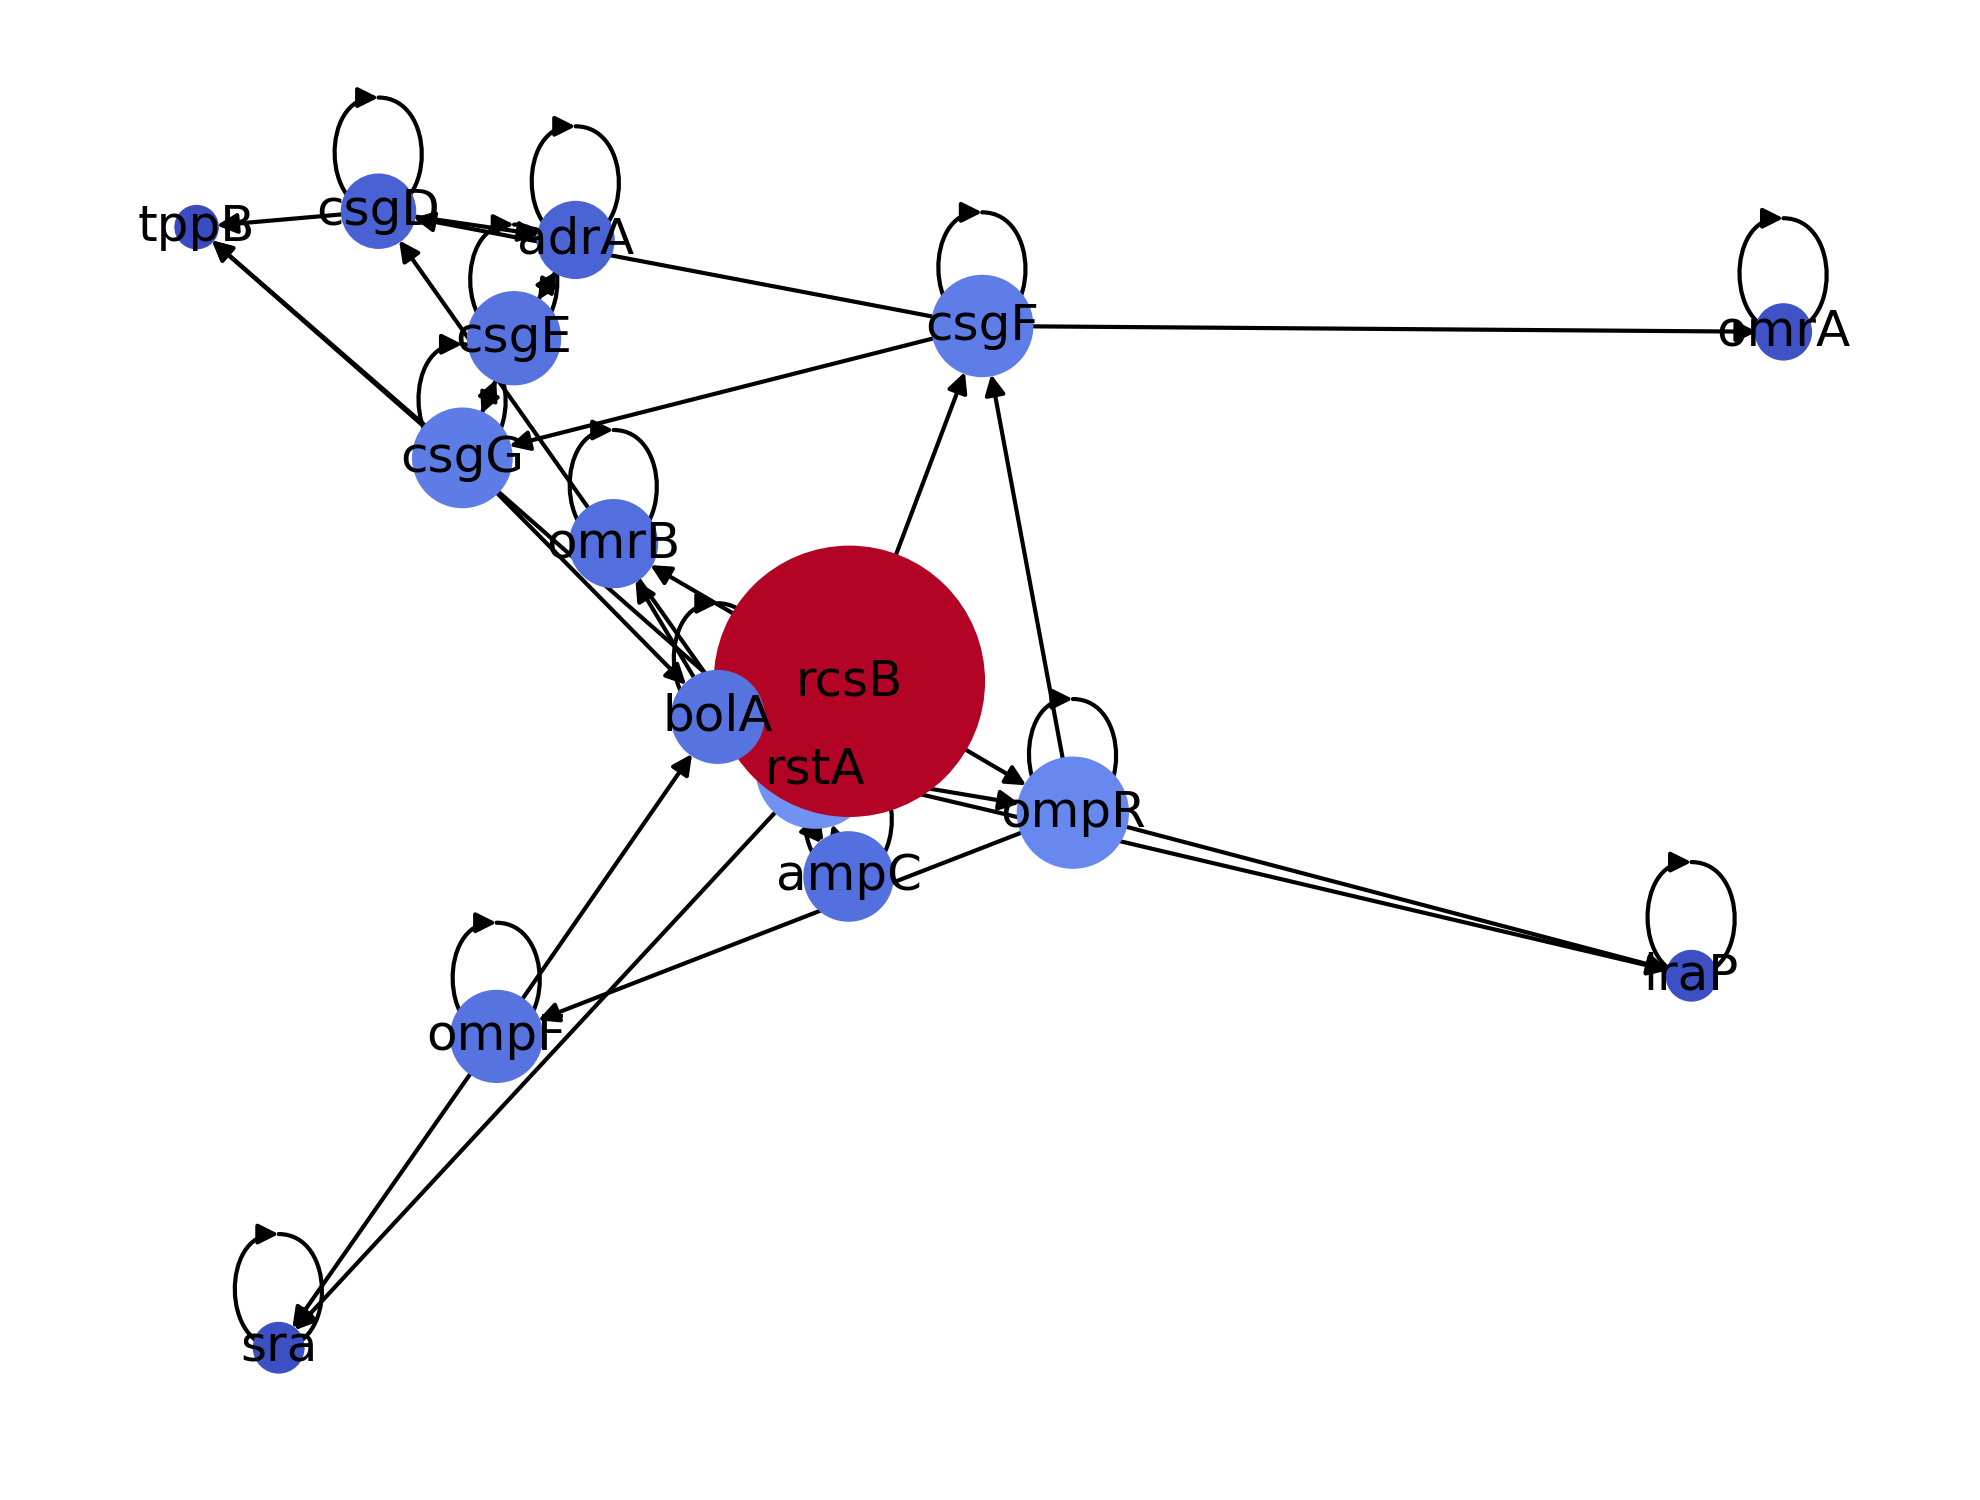 csgD
tppB
adrA
csgF
omrA
csgE
csgG
omrB
rcsB
bolA
rstA
ompR
ampC
iraP
ompF
sra